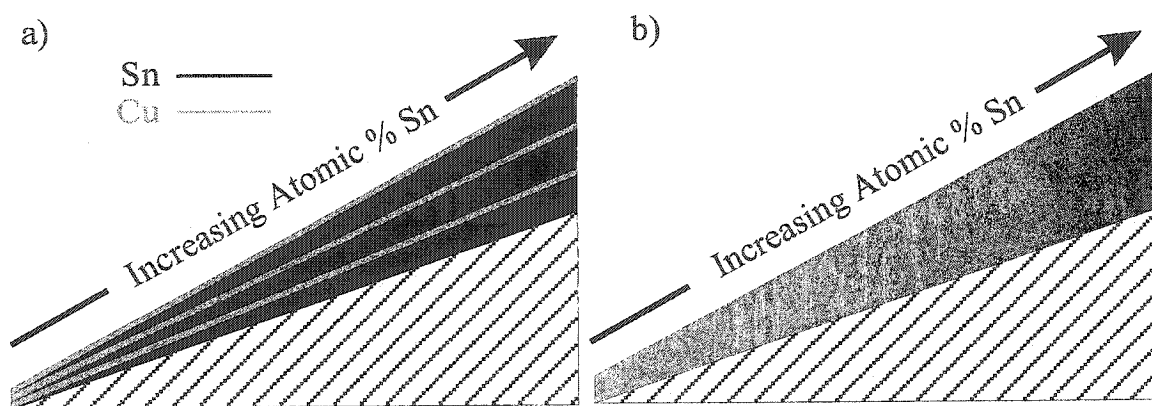 a)
Sn
Cu
Increasing Atomic % Sn
b)
Increasing Atomic % Sn